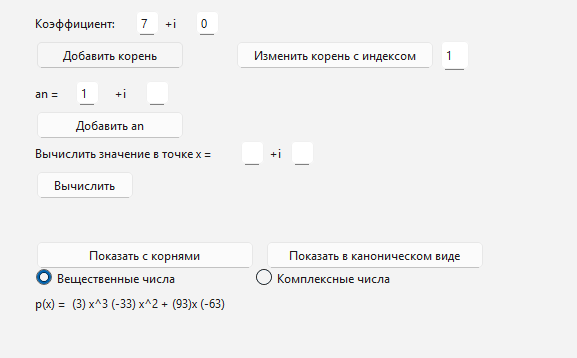 Коэффициент: 7 +i 0
Добавить корень Изменить корень с индексом 1
an = 1 +i
Добавить an
Вычислить значение в точке x = +i
Вычислить
Показать с корнями Показать в каноническом виде
Вещественные числа Комплексные числа
p(x) = (3) x^3 (-33) x^2 + (93)x (-63)